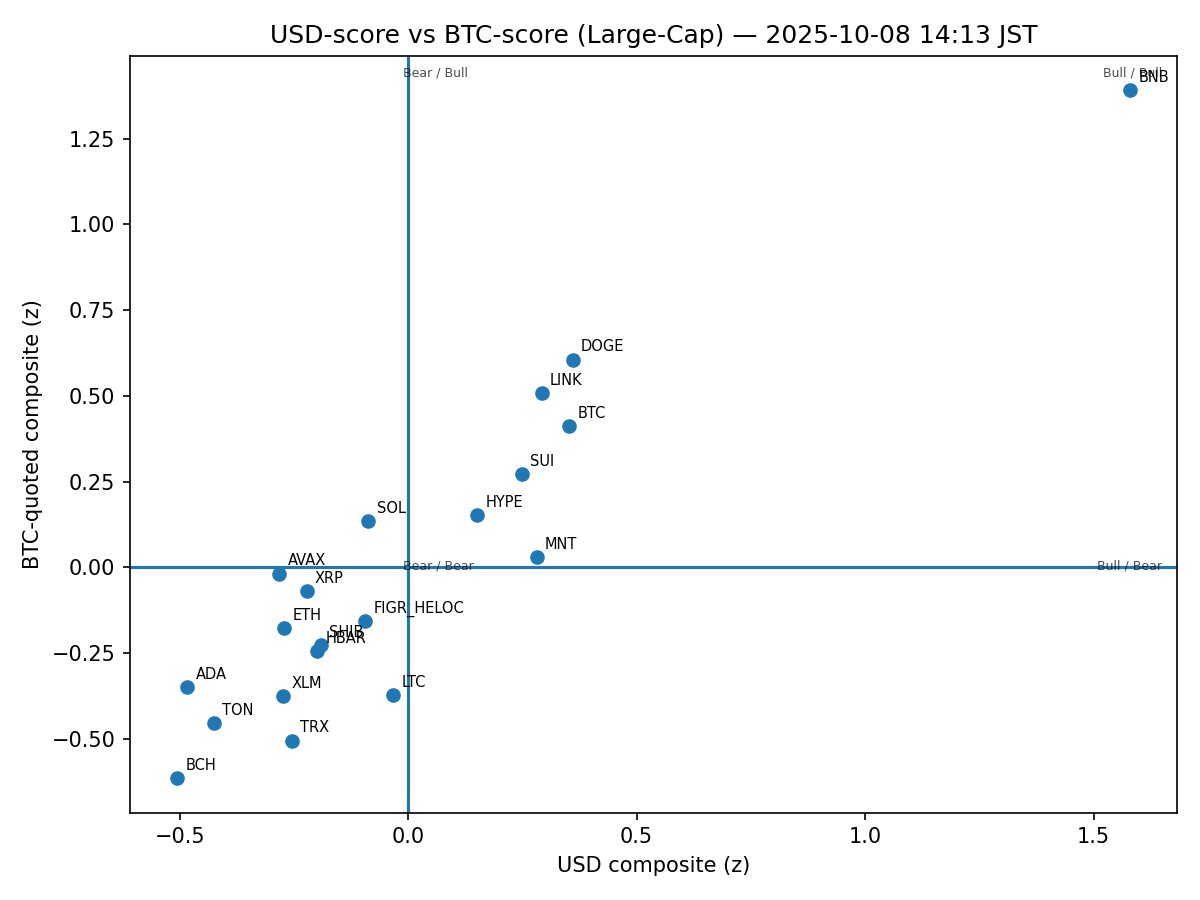 USD-score vs BTC-score (Large-Cap) — 2025-10-08 14:13 JST
Bear / Bull
Bull / Bull
BNB
1.25
1.00
0.75
DOGE
LINK
0.50
BTC
SUI
0.25
HYPE
SOL
MNT
AVAX
0.00
Bear / Bear
Bull / Bear
XRP
FIGR_HELOC
ETH
SHIB
HBAR
−0.25
ADA
XLM
LTC
TON
TRX
−0.50
BCH
BTC-quoted composite (z)
−0.5
0.0
0.5
1.0
1.5
USD composite (z)